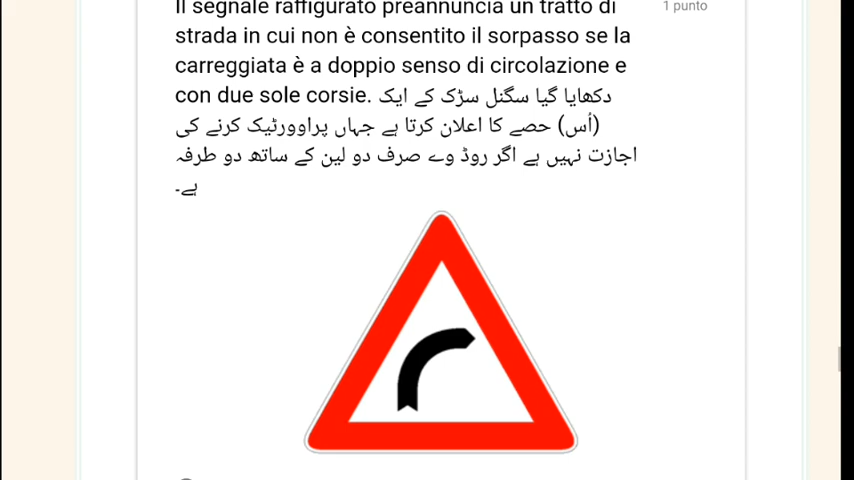 Il segnale raffigurato preannuncia un tratto di
1 punto
strada in cui non è consentito il sorpasso se la
carreggiata è a doppio senso di circolazione e
con due sole corsie. دکھایا گیا سگنل سڑک کے ایک
(اُس) حصے کا اعلان کرتا ہے جہاں پراوورٹیک کرنے کی
اجازت نہیں ہے اگر روڈ وے صرف دو لین کے ساتھ دو طرفہ
ہے۔